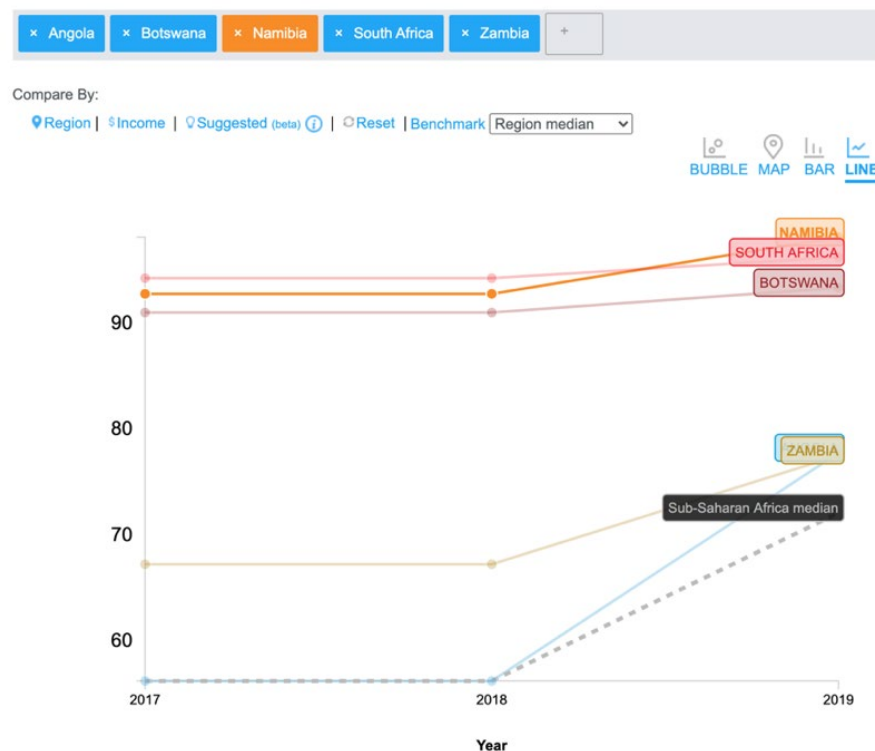 × Angola × Botswana × Namibia × South Africa × Zambia +
Compare By:
Region | $Income | Suggested (beta) i | Reset | Benchmark Region median
BUBBLE MAP BAR LINE
NAMIBIA
SOUTH AFRICA
BOTSWANA
90
80
ZAMBIA
Sub-Saharan Africa median
70
60
2017 2018 2019
Year